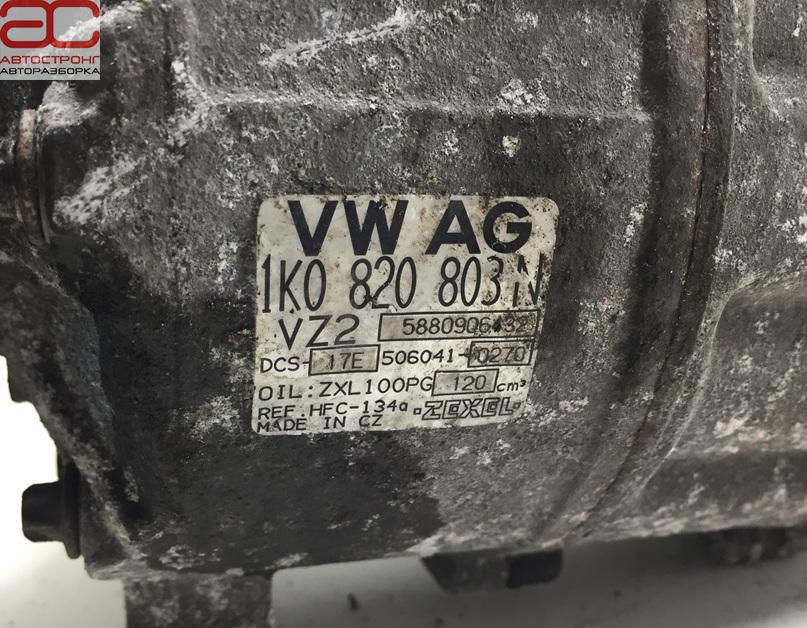 АС
АВТОСТРОНГ
АВТОРАЗБОРКА
VW AG
1K0 820 803 N
VZ2 5880906432
DCS-17E 506041-0270
OIL: ZXL100PG 120 cm³
REF. HFC-134a ·ZEXEL·
MADE IN CZ